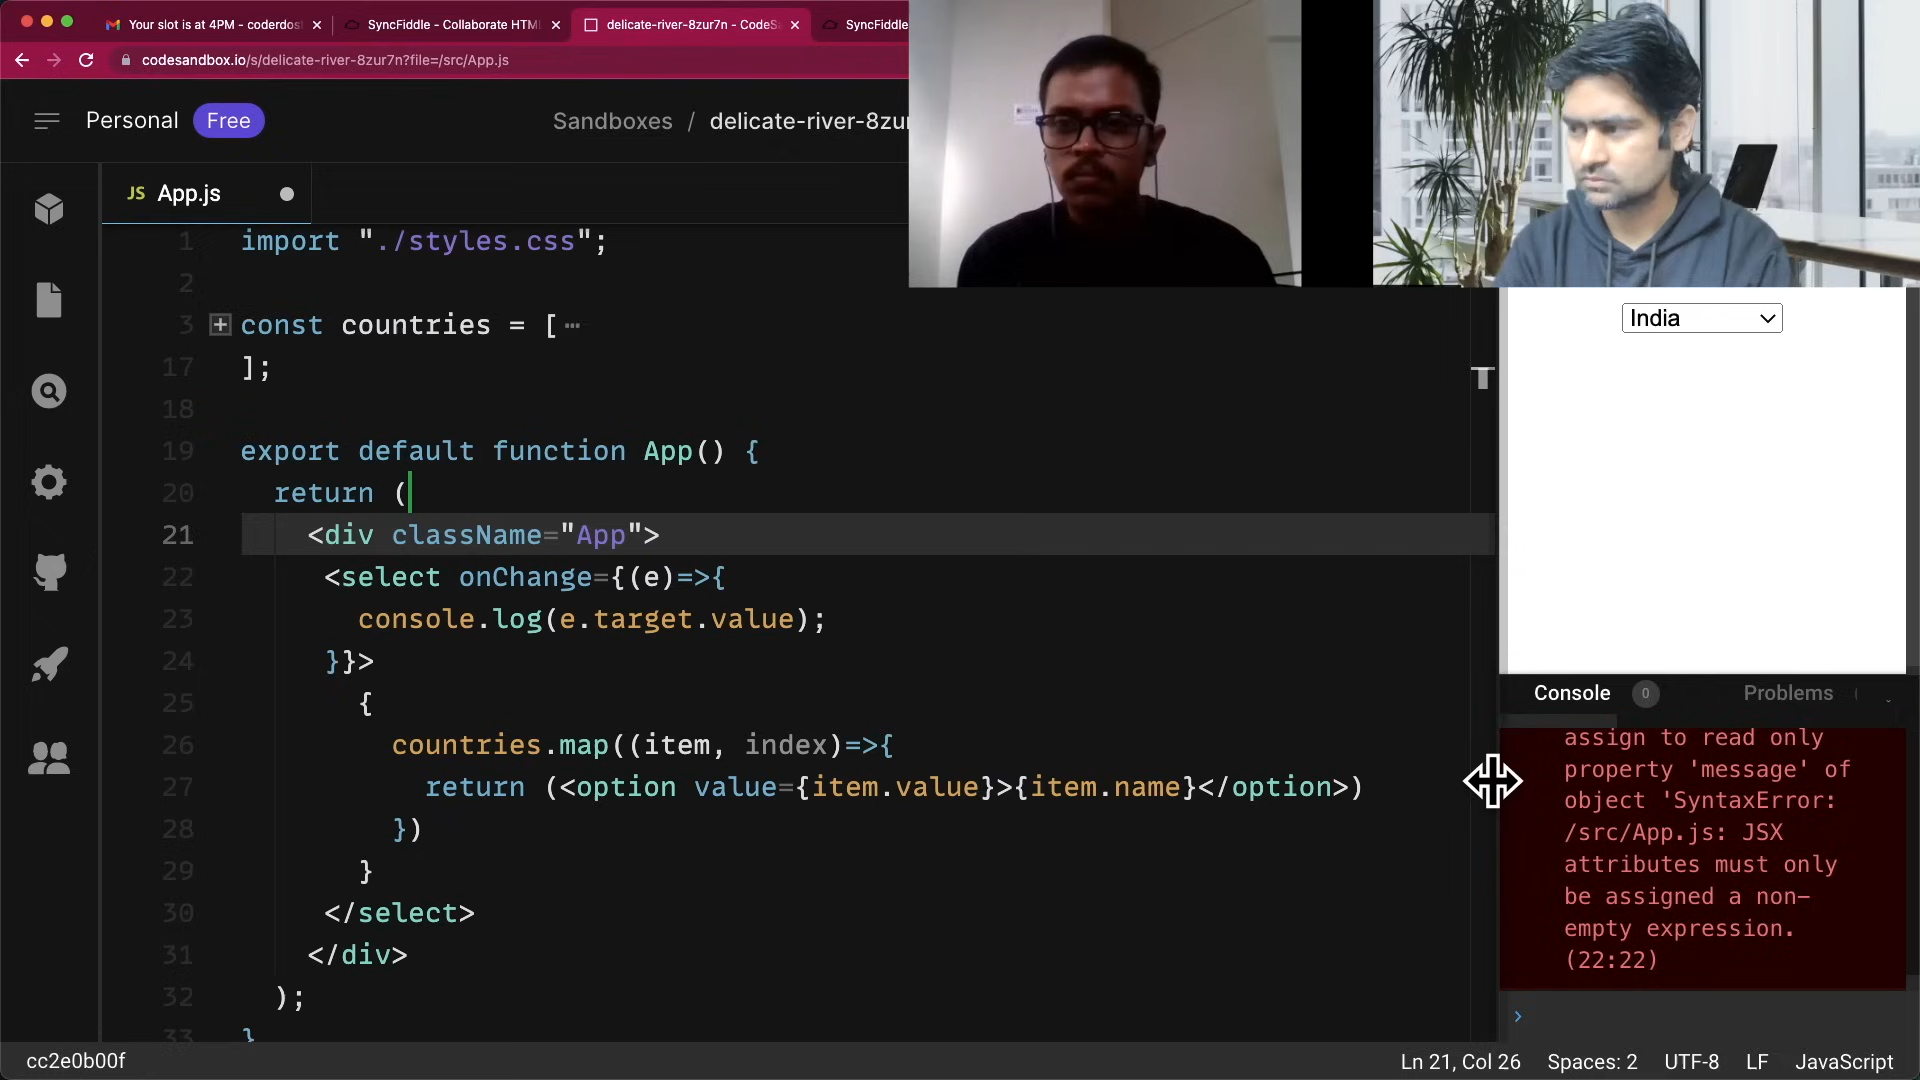 Your slot is at 4PM - coderdos
SyncFiddle - Collaborate HTML
delicate-river-8zur7n - CodeSa
SyncFiddle
codesandbox.io/s/delicate-river-8zur7n?file=/src/App.js
Personal Free
Sandboxes / delicate-river-8zur
JS App.js
1 import "./styles.css";
2
3 const countries = [ ⋯
17 ];
18
19 export default function App() {
20 return (
21 <div className="App">
22 <select onChange={(e)=>{
23 console.log(e.target.value);
24 }}>
25 {
26 countries.map((item, index)=>{
27 return (<option value={item.value}>{item.name}</option>)
28 })
29 }
30 </select>
31 </div>
32 );
33 }
India
Console 0 Problems
assign to read only
property 'message' of
object 'SyntaxError:
/src/App.js: JSX
attributes must only
be assigned a non-
empty expression.
(22:22)
›
cc2e0b00f
Ln 21, Col 26 Spaces: 2 UTF-8 LF JavaScript